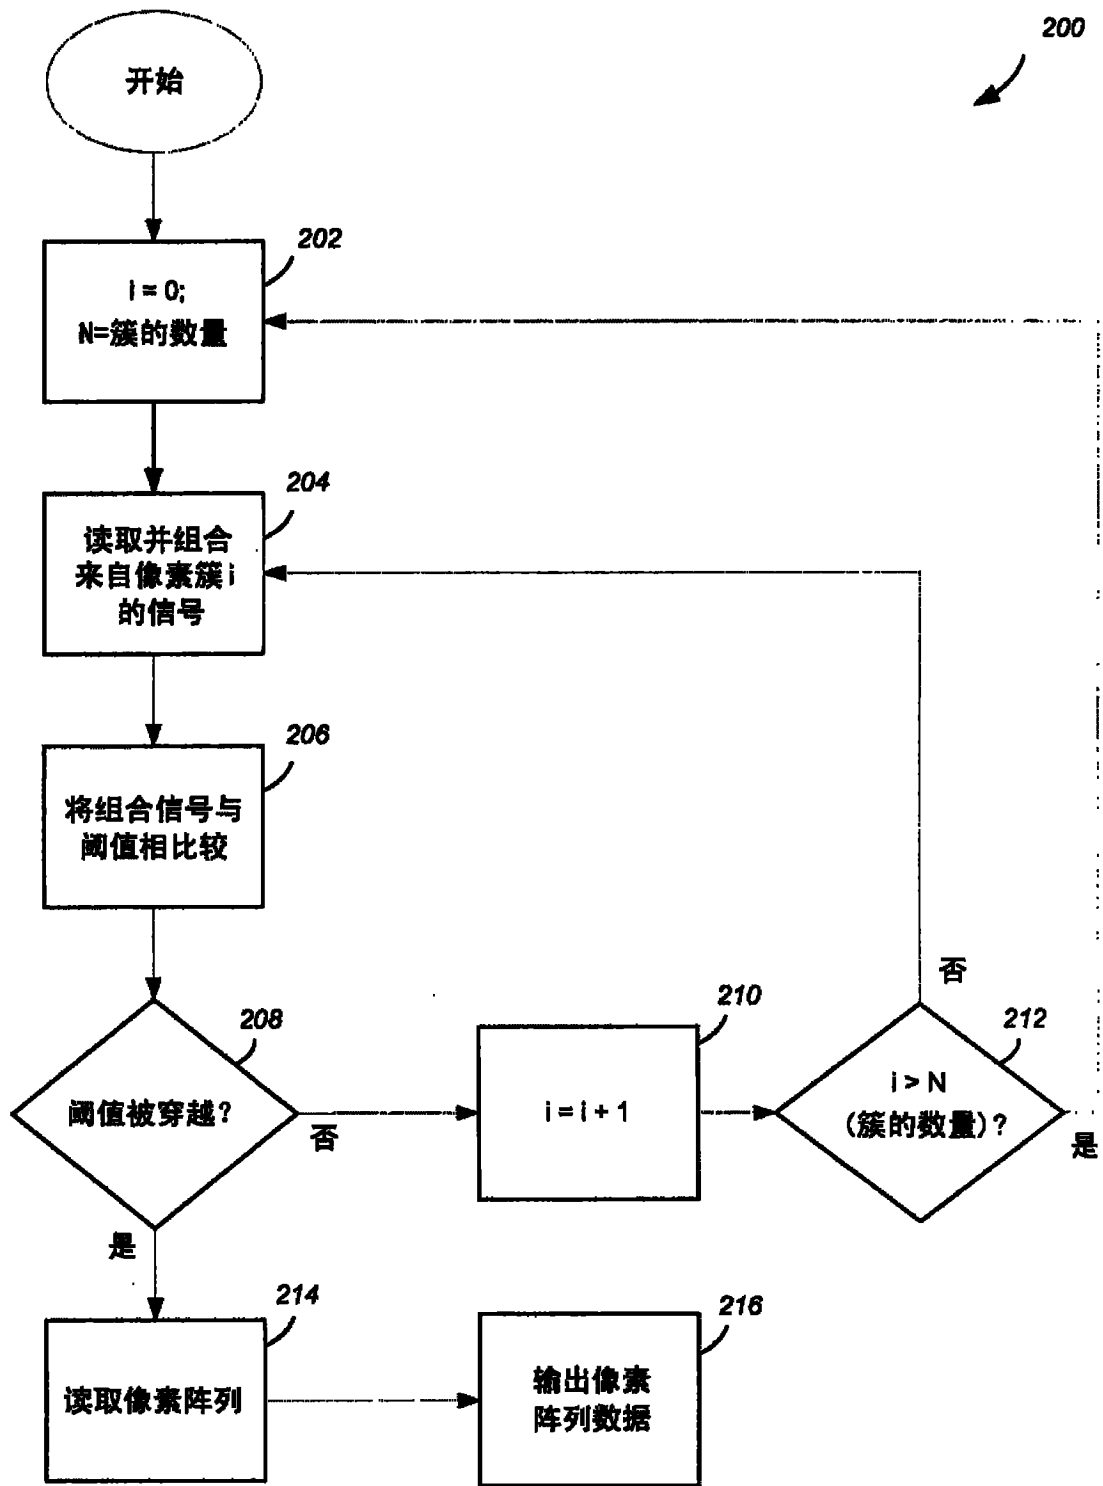 200
开始
202
i = 0;
N=簇的数量
204
读取并组合
来自像素簇i
的信号
206
将组合信号与
阈值相比较
208
阈值被穿越?
否
210
i = i + 1
212
i > N
(簇的数量)?
否
是
是
214
读取像素阵列
216
输出像素
阵列数据